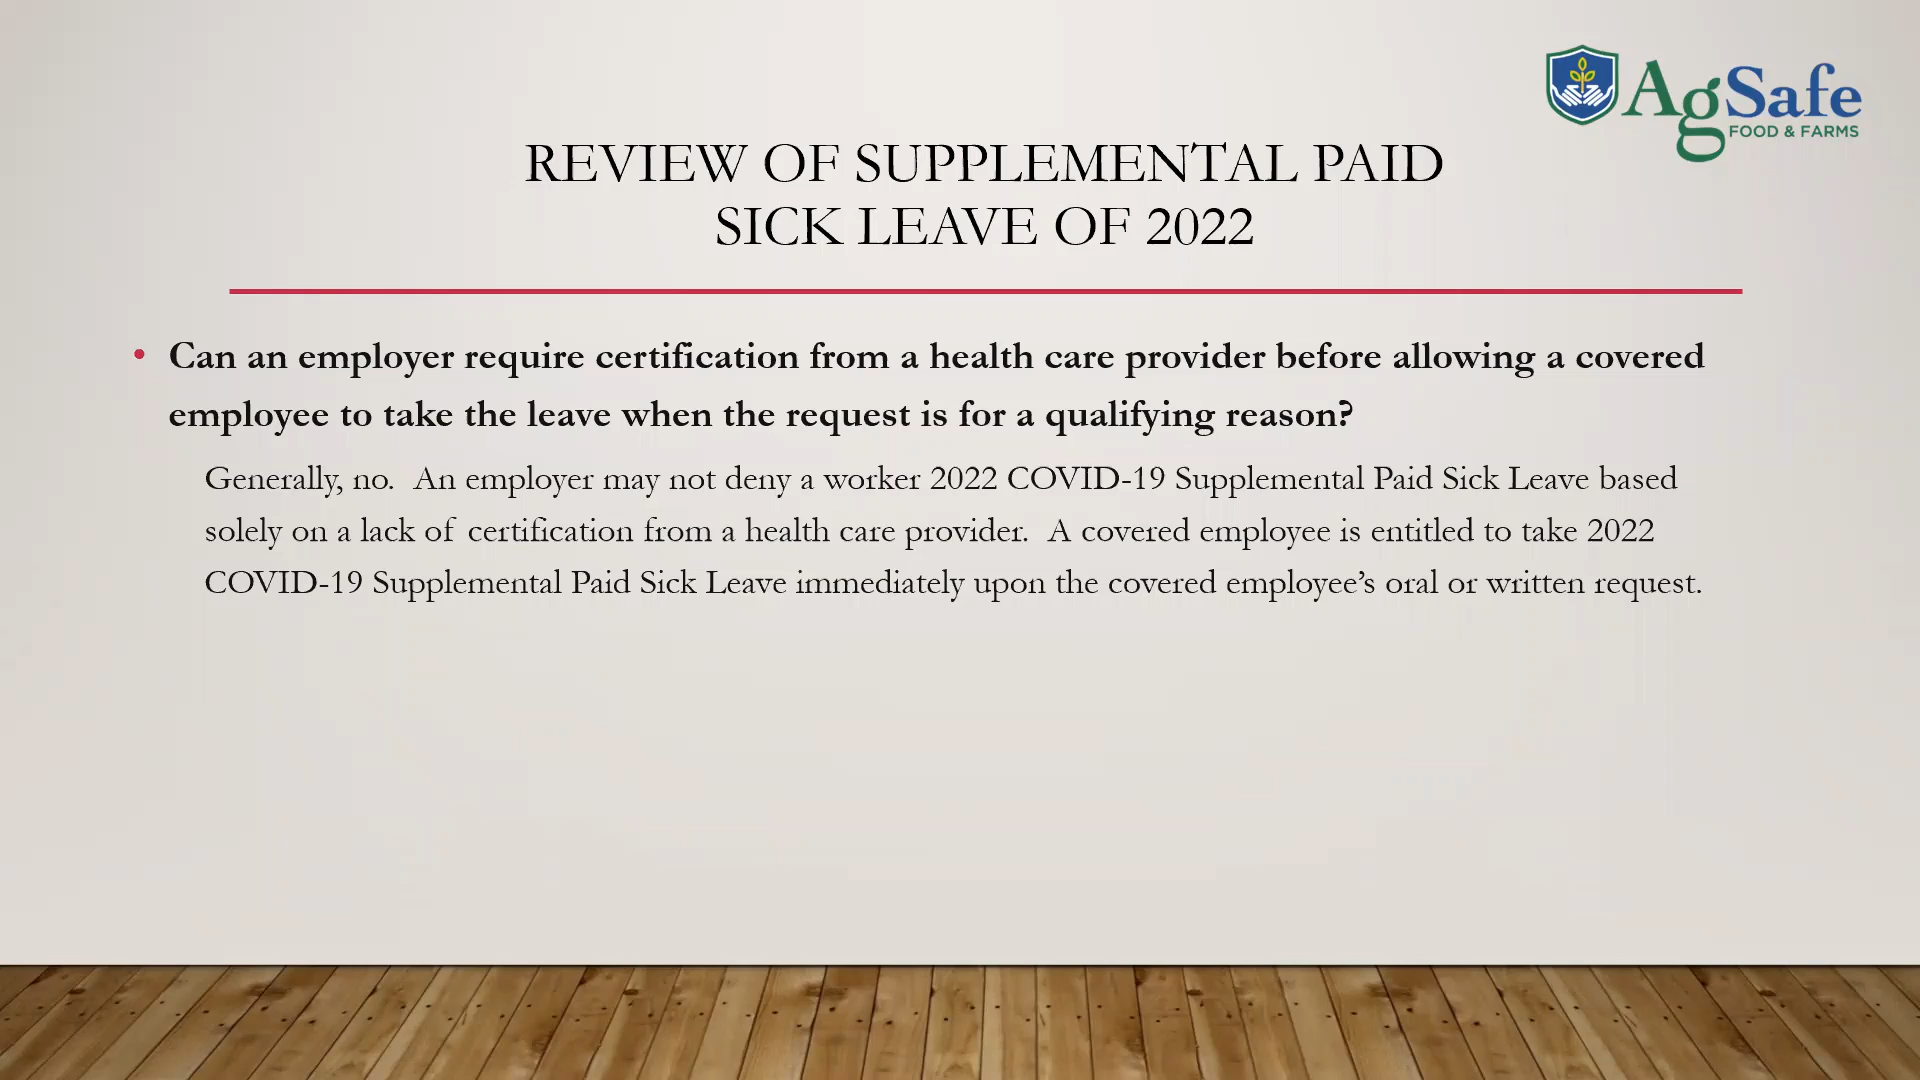 AgSafe
FOOD & FARMS
REVIEW OF SUPPLEMENTAL PAID
SICK LEAVE OF 2022
• Can an employer require certification from a health care provider before allowing a covered
employee to take the leave when the request is for a qualifying reason?
Generally, no. An employer may not deny a worker 2022 COVID-19 Supplemental Paid Sick Leave based
solely on a lack of certification from a health care provider. A covered employee is entitled to take 2022
COVID-19 Supplemental Paid Sick Leave immediately upon the covered employee’s oral or written request.